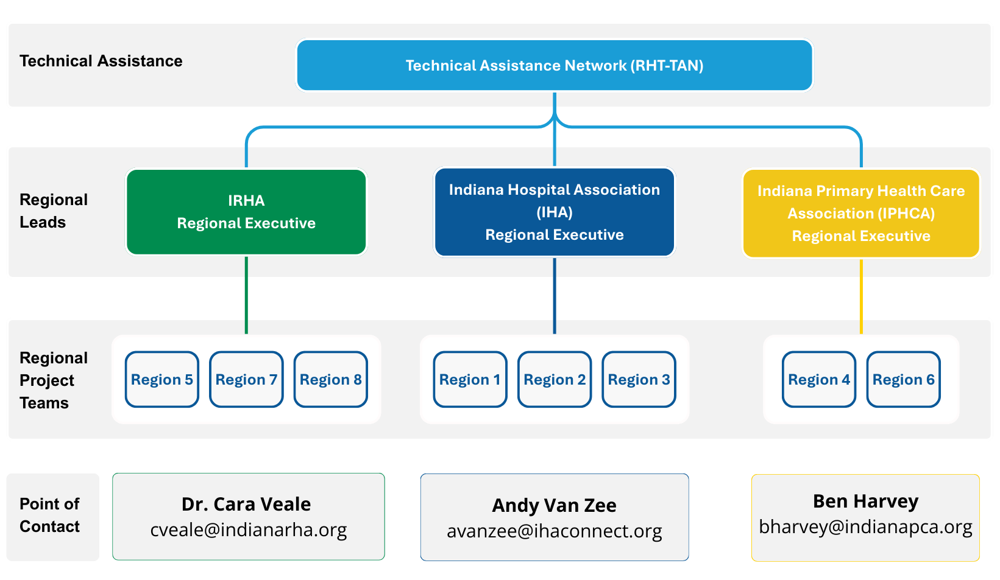 Technical Assistance
Technical Assistance Network (RHT-TAN)
Regional
Leads
IRHA
Regional Executive
Indiana Hospital Association
(IHA)
Regional Executive
Indiana Primary Health Care
Association (IPHCA)
Regional Executive
Regional
Project
Teams
Region 5
Region 7
Region 8
Region 1
Region 2
Region 3
Region 4
Region 6
Point of
Contact
Dr. Cara Veale
cveale@indianarha.org
Andy Van Zee
avanzee@ihaconnect.org
Ben Harvey
bharvey@indianapca.org